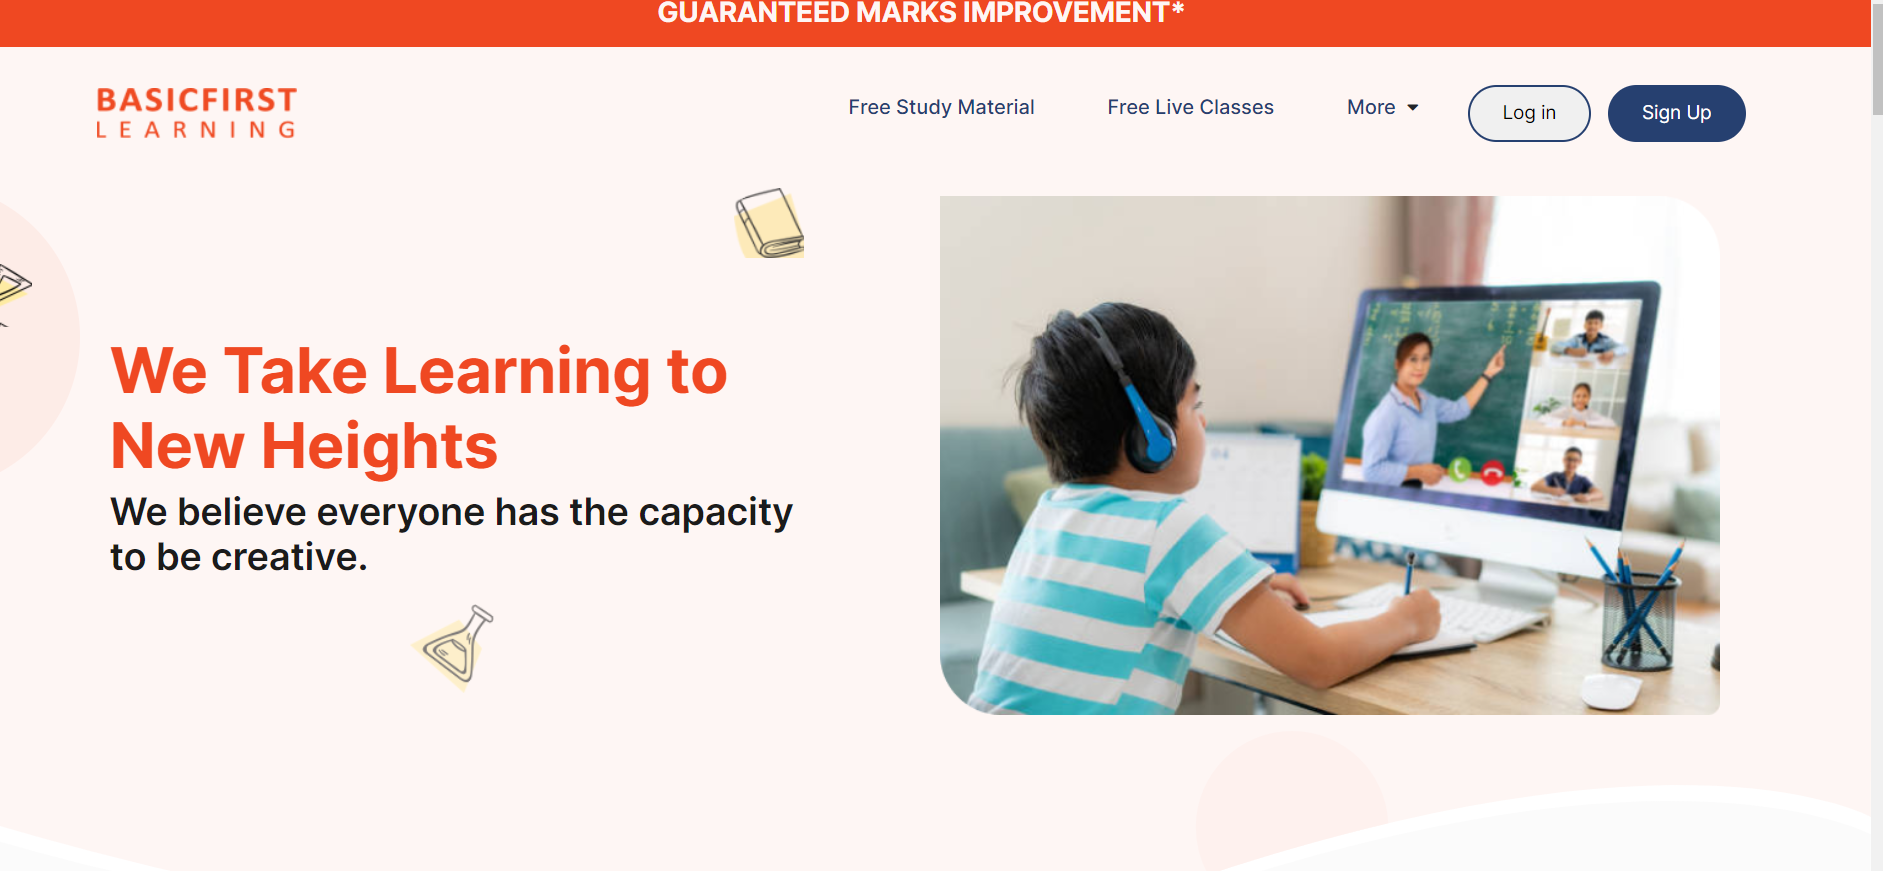 GUARANTEED MARKS IMPROVEMENT*
BASICFIRST
LEARNING
Free Study Material
Free Live Classes
More
Log in
Sign Up
We Take Learning to
New Heights
We believe everyone has the capacity
to be creative.